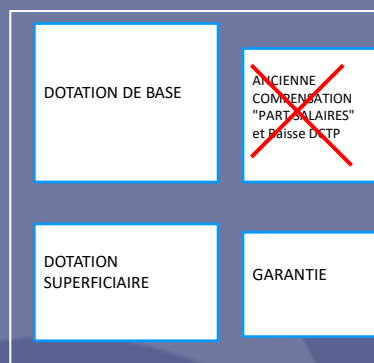 DOTATION DE BASE
ANCIENNE
COMPENSATION
"PART SALAIRES"
et Baisse DCTP
DOTATION
SUPERFICIAIRE
GARANTIE